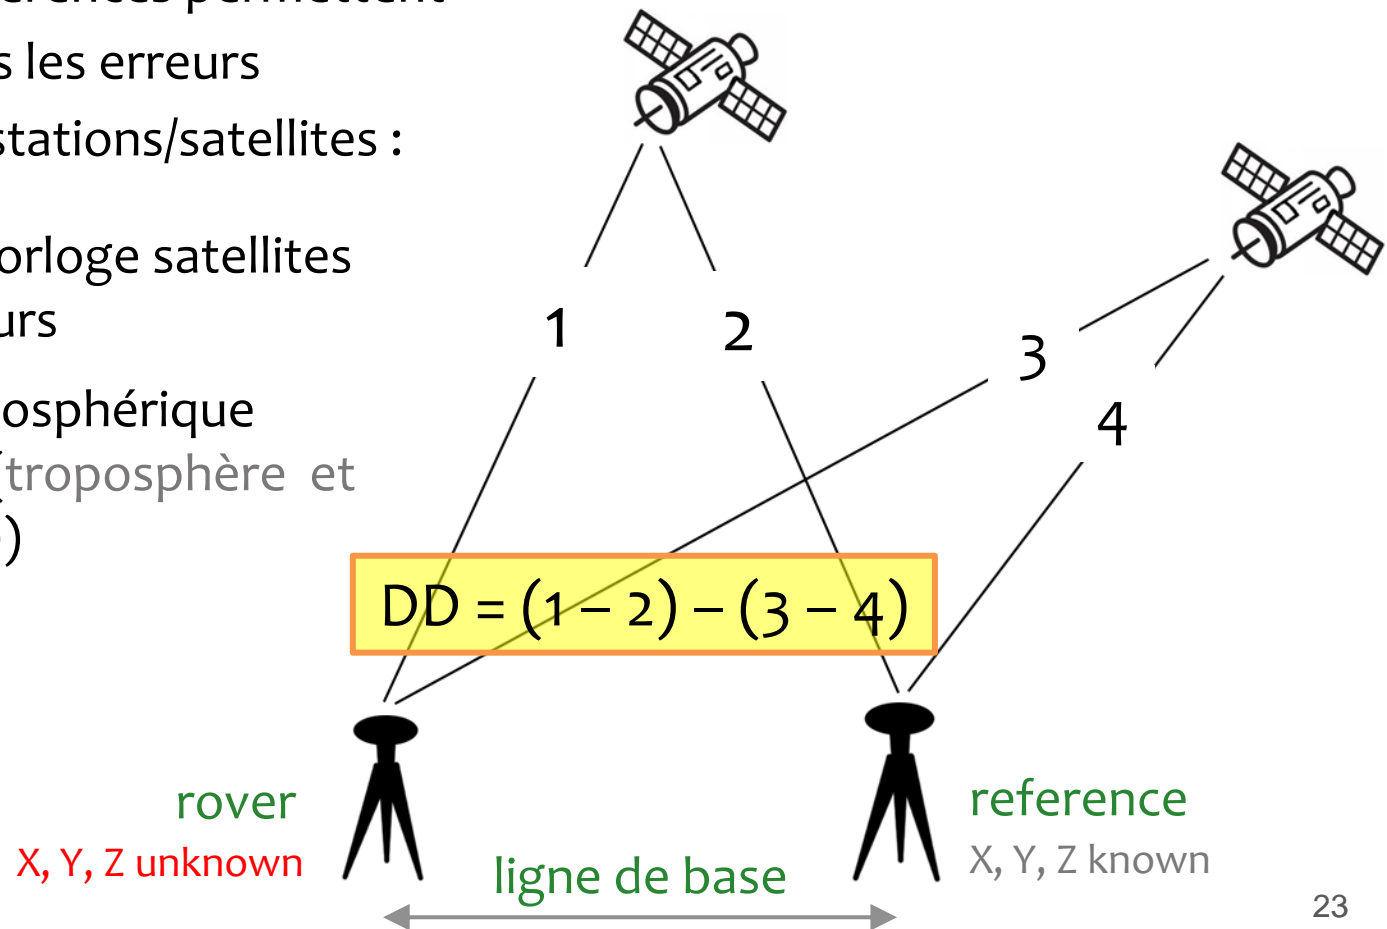 permettent
s les erreurs
stations/satellites :
orloge satellites
urs
osphérique
(troposphère et
)
1
2
3
4
DD = (1 – 2) – (3 – 4)
rover
X, Y, Z unknown
ligne de base
reference
X, Y, Z known
23